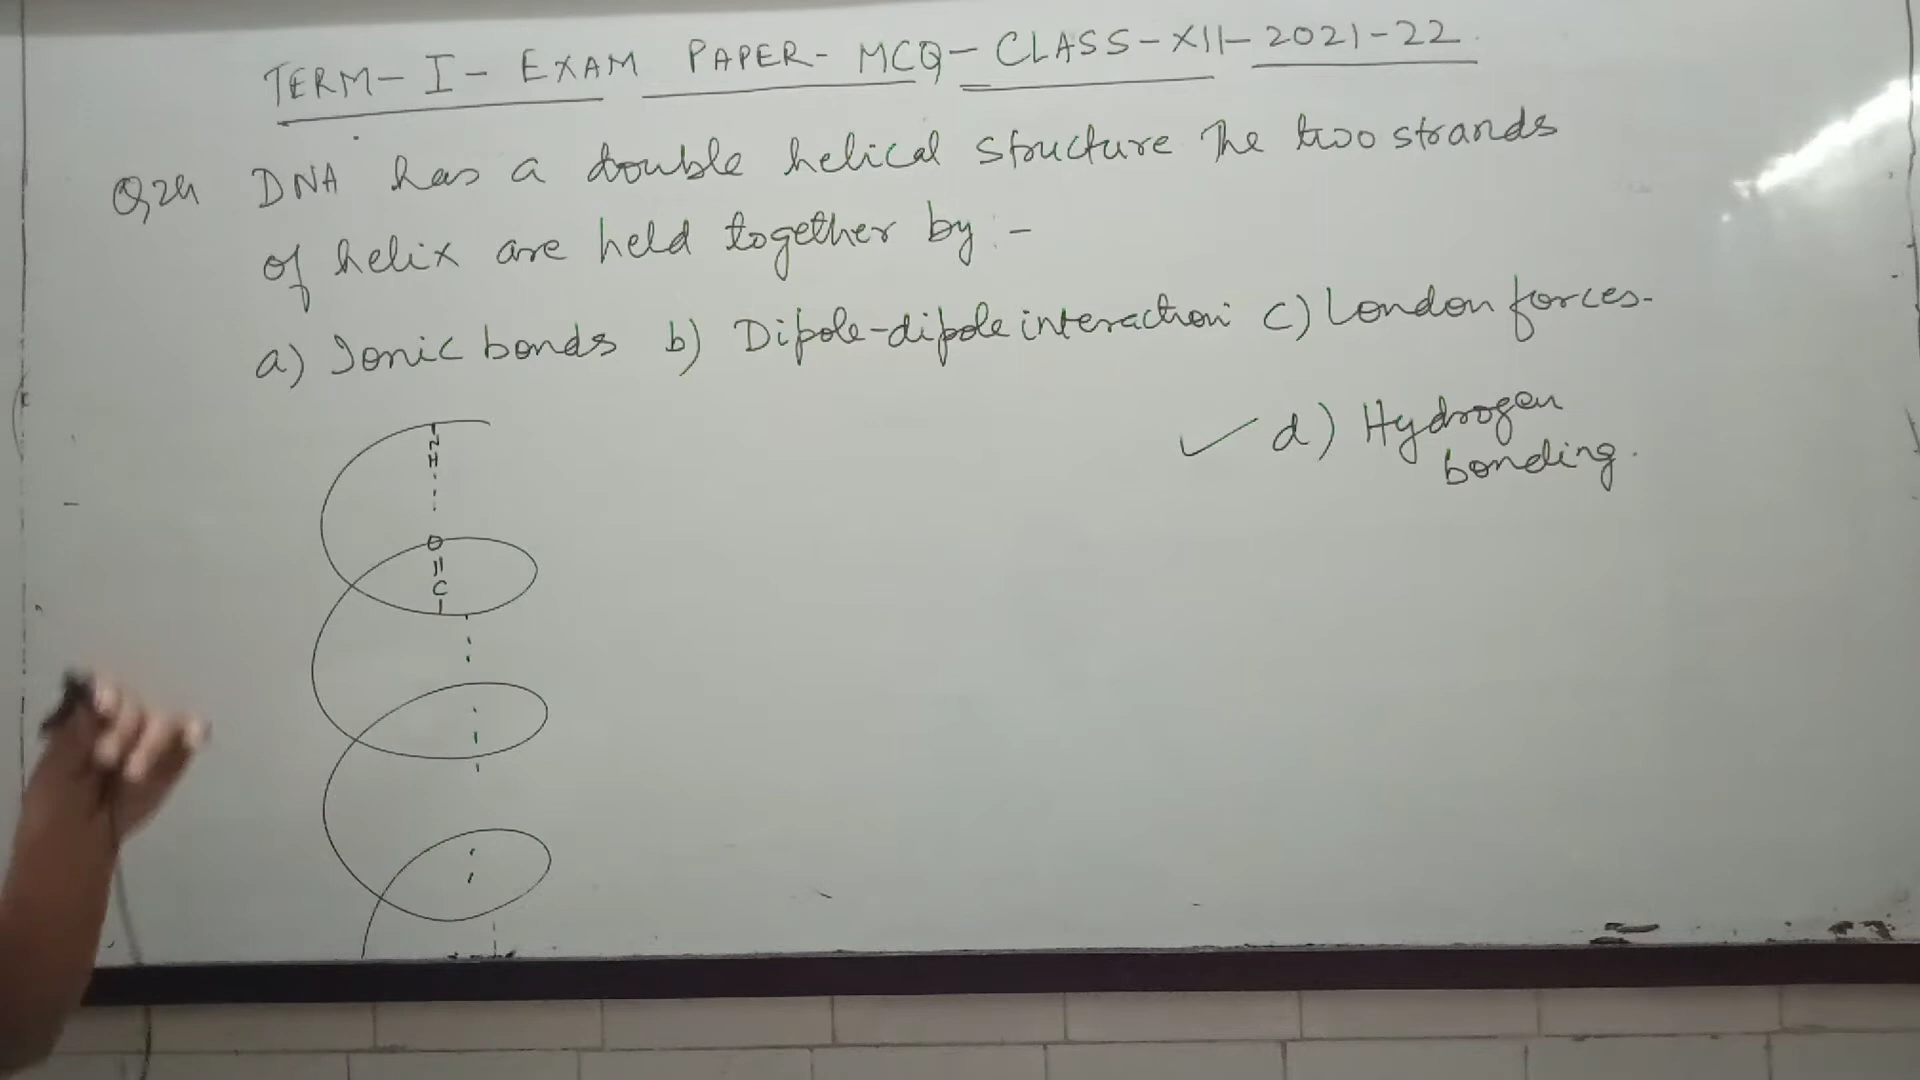 TERM-I-EXAM PAPER- MCQ-CLASS-XII-2021-22
Q24 DNA has a double helical structure The two strands
of helix are held together by :-
a) Ionic bonds b) Dipole-dipole interaction c) London forces.
d) Hydrogen
bonding.
N
H
O
C